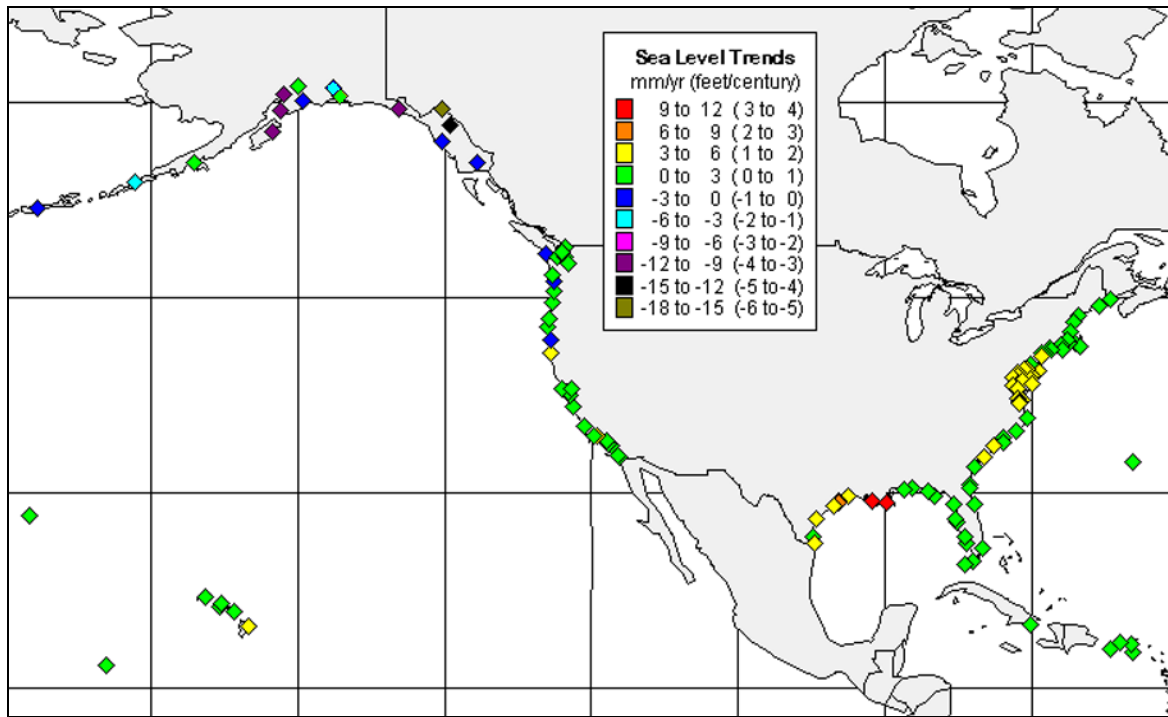 Sea Level Trends
mm/yr (feet/century)
9 to 12 (3 to 4)
6 to 9 (2 to 3)
3 to 6 (1 to 2)
0 to 3 (0 to 1)
-3 to 0 (-1 to 0)
-6 to -3 (-2 to -1)
-9 to -6 (-3 to -2)
-12 to -9 (-4 to -3)
-15 to -12 (-5 to -4)
-18 to -15 (-6 to -5)